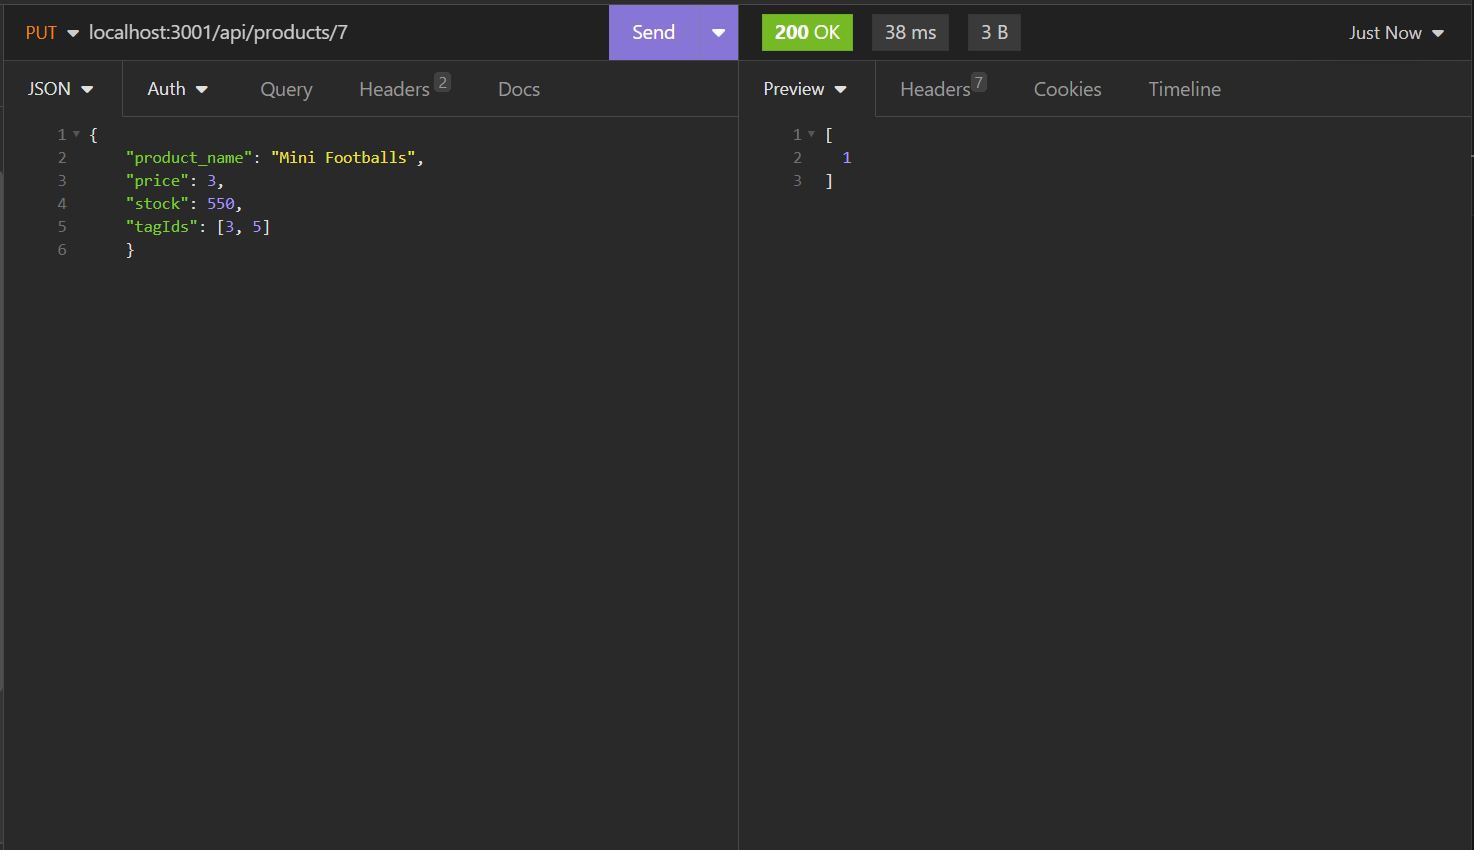 PUT localhost:3001/api/products/7 Send 200 OK 38 ms 3 B Just Now
JSON Auth Query Headers 2 Docs Preview Headers 7 Cookies Timeline
1 {
2 "product_name": "Mini Footballs",
3 "price": 3,
4 "stock": 550,
5 "tagIds": [3, 5]
6 }
1 [
2 1
3 ]